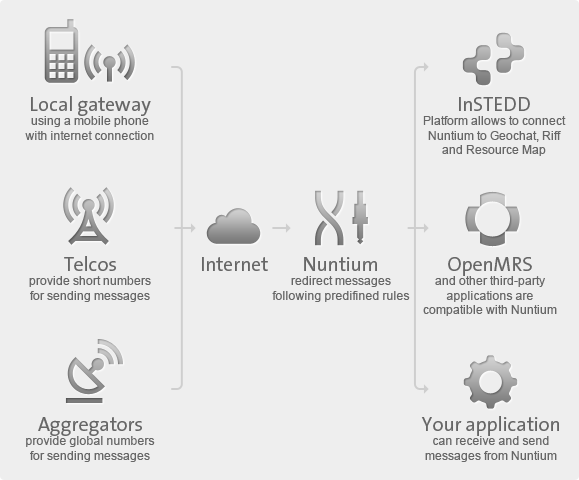 Local gateway
using a mobile phone
with internet connection
Telcos
provide short numbers
for sending messages
Aggregators
provide global numbers
for sending messages
Internet
Nuntium
redirect messages
following predifined rules
InSTEDD
Platform allows to connect
Nuntium to Geochat, Riff
and Resource Map
OpenMRS
and other third-party
applications are
compatible with Nuntium
Your application
can receive and send
messages from Nuntium